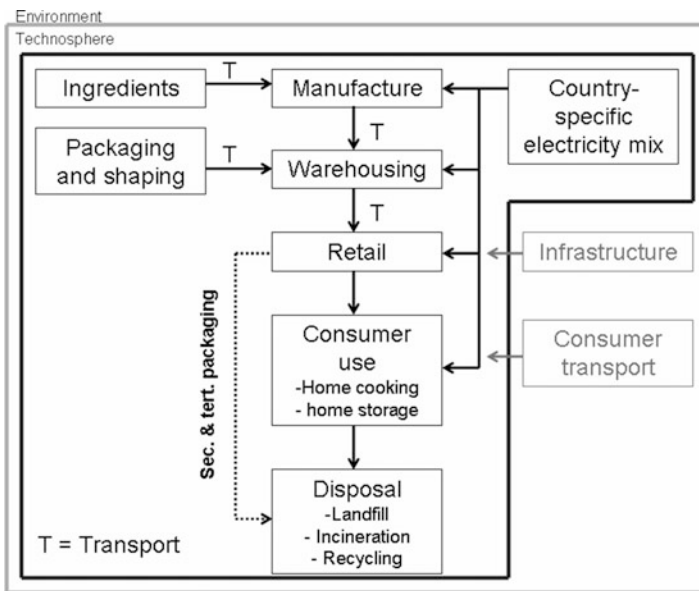 Environment
Technosphere
Ingredients
T
Manufacture
Country-
specific
electricity mix
T
Packaging
and shaping
T
Warehousing
T
Retail
Infrastructure
Sec. & tert. packaging
Consumer
use
-Home cooking
- home storage
Consumer
transport
Disposal
-Landfill
- Incineration
- Recycling
T = Transport